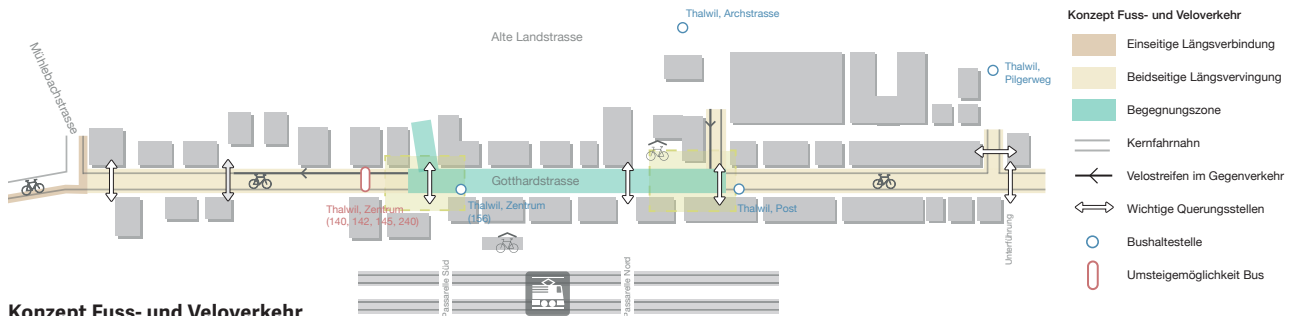 Thalwil, Archstrasse
Alte Landstrasse
Mühlebachstrasse
Thalwil,
Pilgerweg
Gotthardstrasse
Thalwil, Zentrum
(140, 142, 145, 240)
Thalwil, Zentrum
(156)
Thalwil, Post
Unterführung
Passarelle Süd
Passarelle Nord
Konzept Fuss- und Veloverkehr
Konzept Fuss- und Veloverkehr
Einseitige Längsverbindung
Beidseitige Längsvervingung
Begegnungszone
Kernfahrnahn
Velostreifen im Gegenverkehr
Wichtige Querungsstellen
Bushaltestelle
Umsteigemöglichkeit Bus